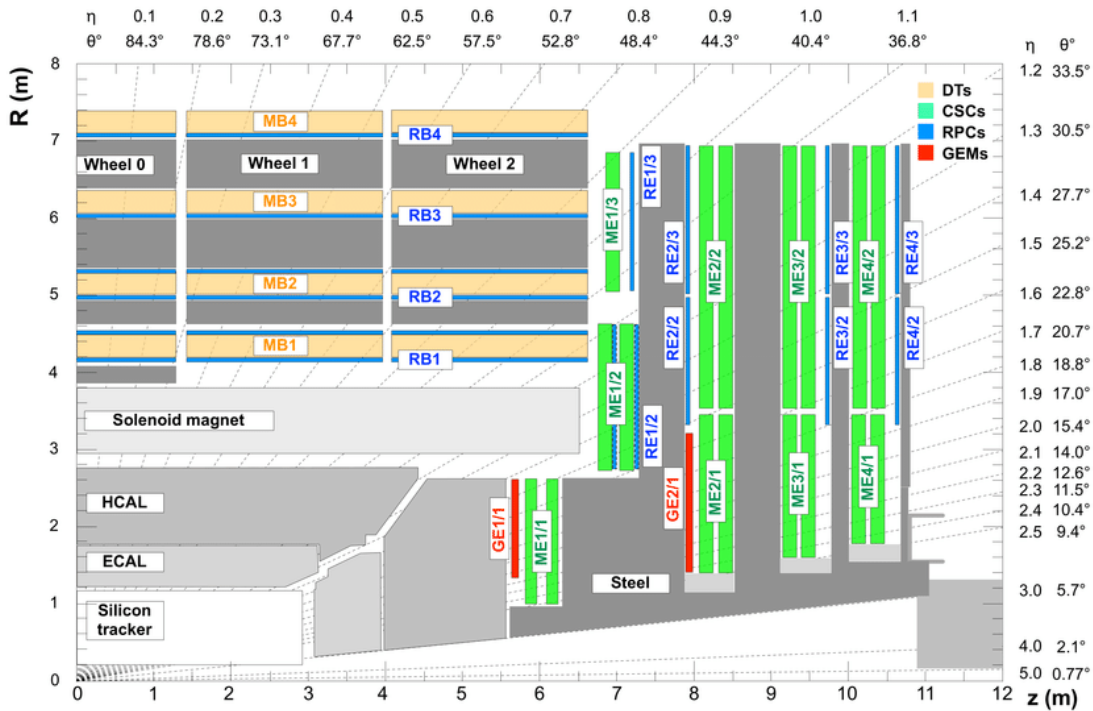 η 0.1 0.2 0.3 0.4 0.5 0.6 0.7 0.8 0.9 1.0 1.1
θ° 84.3° 78.6° 73.1° 67.7° 62.5° 57.5° 52.8° 48.4° 44.3° 40.4° 36.8° η θ°
R (m)
8
7
6
5
4
3
2
1
0
1.2 33.5°
1.3 30.5°
1.4 27.7°
1.5 25.2°
1.6 22.8°
1.7 20.7°
1.8 18.8°
1.9 17.0°
2.0 15.4°
2.1 14.0°
2.2 12.6°
2.3 11.5°
2.4 10.4°
2.5 9.4°
3.0 5.7°
4.0 2.1°
5.0 0.77°
DTs
CSCs
RPCs
GEMs
MB4
RB4
Wheel 0 Wheel 1 Wheel 2
MB3
RB3
MB2
RB2
MB1
RB1
Solenoid magnet
HCAL
ECAL
Silicon
tracker
Steel
GE1/1
ME1/1
ME1/2
ME1/3
RE1/3
RE1/2
RE2/3
RE2/2
GE2/1
ME2/2
ME2/1
ME3/2
ME3/1
RE3/3
RE3/2
ME4/2
ME4/1
RE4/3
RE4/2
0 1 2 3 4 5 6 7 8 9 10 11 12
z (m)